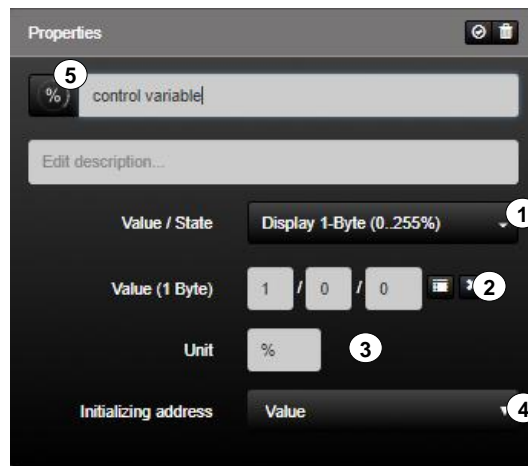 Properties
5
% control variable
Edit description...
Value / State Display 1-Byte (0..255%) 1
Value (1 Byte) 1 / 0 / 0 2
Unit % 3
Initializing address Value 4